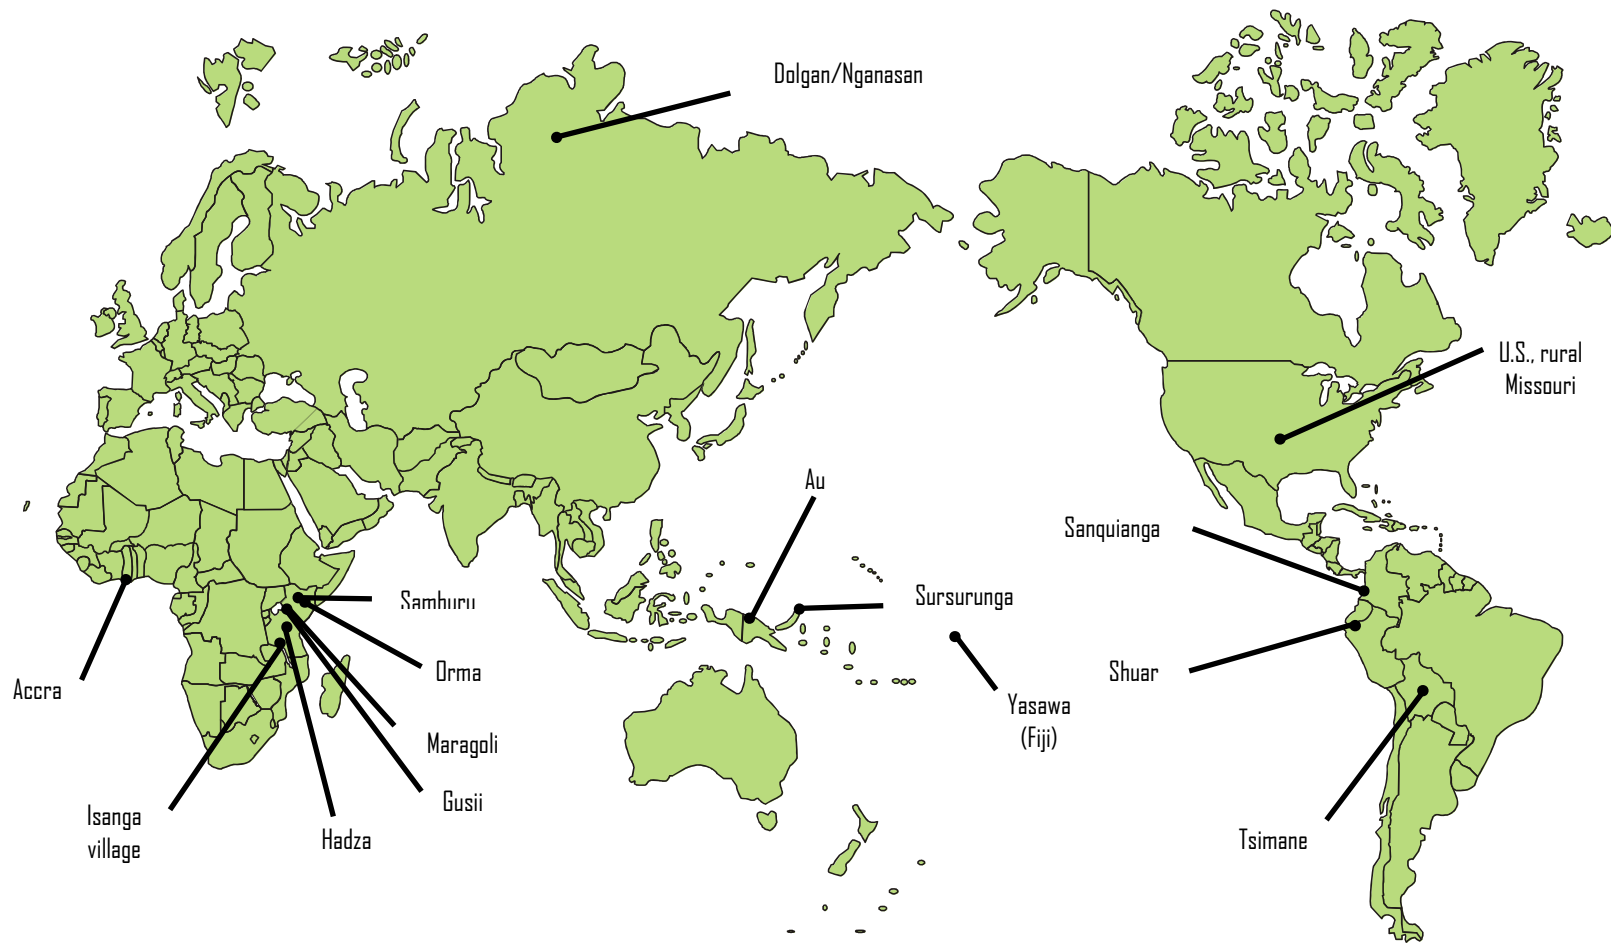 Dolgan/Nganasan
U.S., rural
Missouri
Au
Sanquianga
Samburu
Sursurunga
Orma
Shuar
Accra
Yasawa
(Fiji)
Maragoli
Gusii
Isanga
village
Hadza
Tsimane